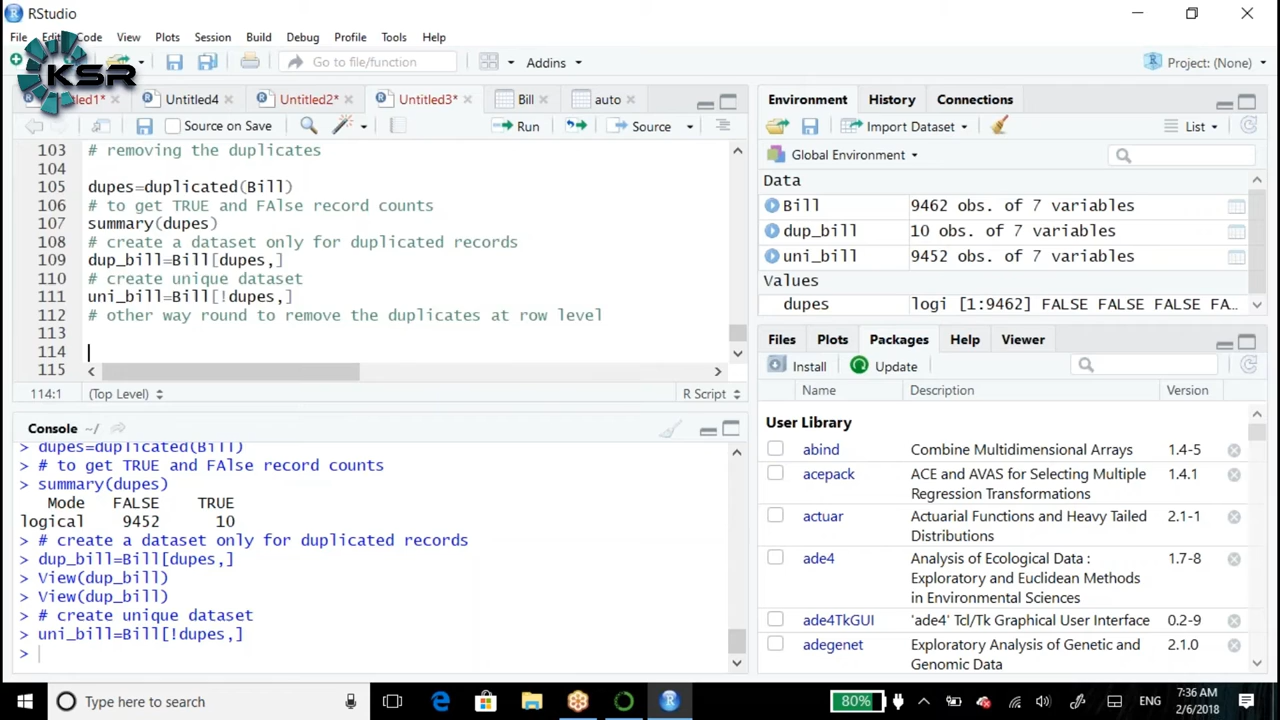 RStudio
File Edit Code View Plots Session Build Debug Profile Tools Help
KSR
Go to file/function
Addins
Project: (None)
Untitled4
Untitled2*
Untitled3*
Bill
auto
Source on Save
Run
Source
103 # removing the duplicates
104
105 dupes=duplicated(Bill)
106 # to get TRUE and FAlse record counts
107 summary(dupes)
108 # create a dataset only for duplicated records
109 dup_bill=Bill[dupes,]
110 # create unique dataset
111 uni_bill=Bill[!dupes,]
112 # other way round to remove the duplicates at row level
113
114
115
114:1 (Top Level) R Script
Console ~/
> dupes=duplicated(Bill)
> # to get TRUE and FAlse record counts
> summary(dupes)
Mode FALSE TRUE
logical 9452 10
> # create a dataset only for duplicated records
> dup_bill=Bill[dupes,]
> View(dup_bill)
> View(dup_bill)
> # create unique dataset
> uni_bill=Bill[!dupes,]
>
Environment History Connections
Import Dataset
List
Global Environment
Data
Bill 9462 obs. of 7 variables
dup_bill 10 obs. of 7 variables
uni_bill 9452 obs. of 7 variables
Values
dupes logi [1:9462] FALSE FALSE FALSE FA…
Files Plots Packages Help Viewer
Install Update
Name Description Version
User Library
abind Combine Multidimensional Arrays 1.4-5
acepack ACE and AVAS for Selecting Multiple 1.4.1
Regression Transformations
actuar Actuarial Functions and Heavy Tailed 2.1-1
Distributions
ade4 Analysis of Ecological Data : 1.7-8
Exploratory and Euclidean Methods
in Environmental Sciences
ade4TkGUI 'ade4' Tcl/Tk Graphical User Interface 0.2-9
adegenet Exploratory Analysis of Genetic and 2.1.0
Genomic Data
Type here to search
80%
ENG
7:36 AM
2/6/2018